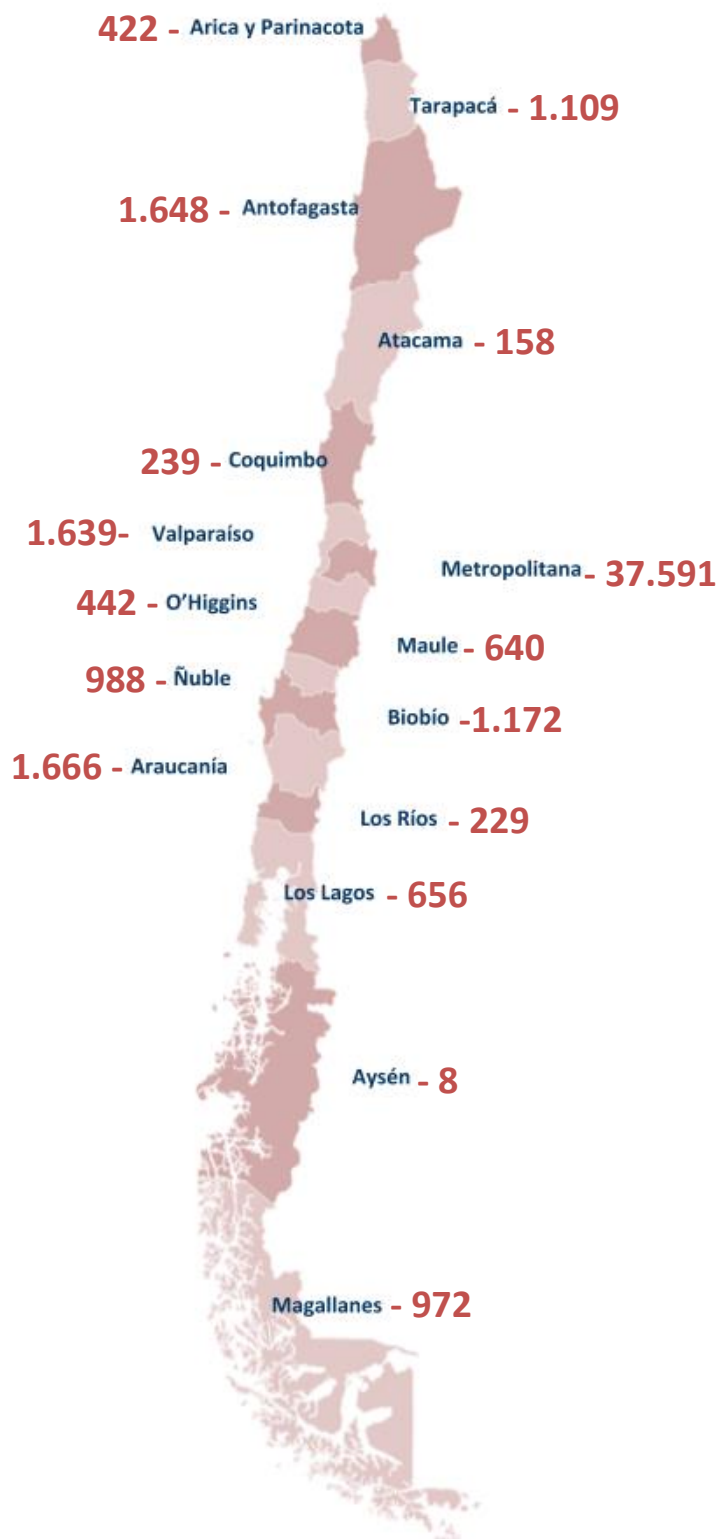 422 - Arica y Parinacota
Tarapacá - 1.109
1.648 - Antofagasta
Atacama - 158
239 - Coquimbo
1.639- Valparaíso
Metropolitana - 37.591
442 - O'Higgins
Maule - 640
988 - Ñuble
Biobío -1.172
1.666 - Araucanía
Los Ríos - 229
Los Lagos - 656
Aysén - 8
Magallanes - 972